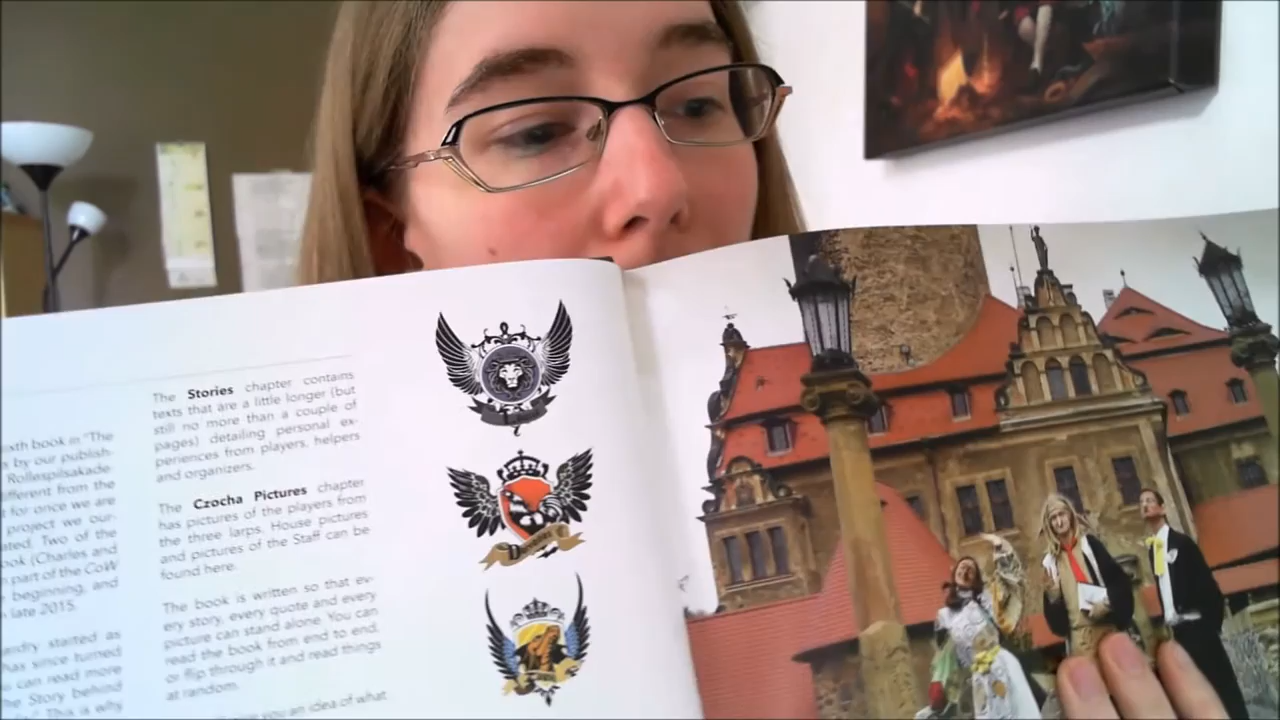 ixth book in "The
s by our publish-
Rollespilsakade-
ifferent from the
t for once we are
project we our-
ated. Two of the
ook (Charles and
n part of the CoW
beginning, and
n late 2015.
andry started as
has since turned
u can read more
he Story behind
This is why
The Stories chapter contains
texts that are a little longer (but
still no more than a couple of
pages) detailing personal ex-
periences from players, helpers
and organizers.
The Czocha Pictures chapter
has pictures of the players from
the three larps. House pictures
and pictures of the Staff can be
found here.
The book is written so that ev-
ery story, every quote and every
picture can stand alone. You can
read the book from end to end,
or flip through it and read things
at random.
you an idea of what